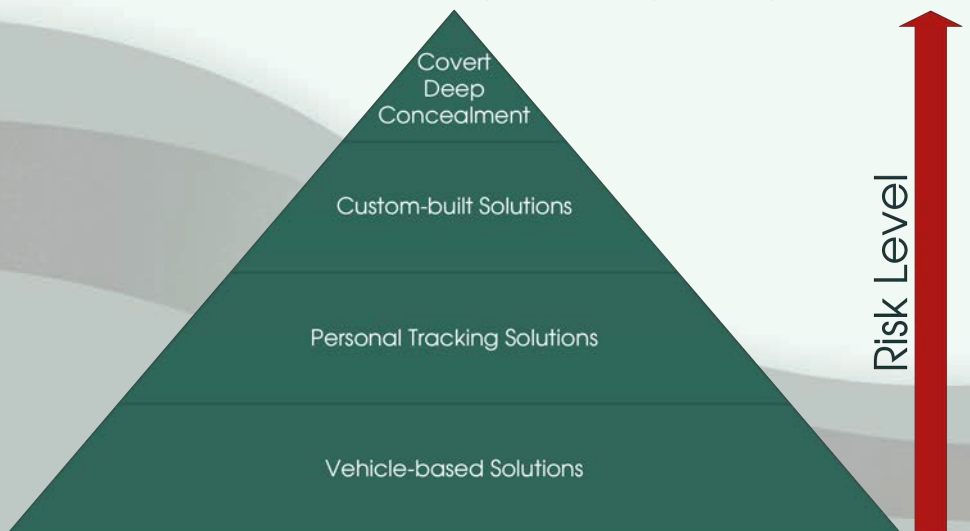 Covert
Deep
Concealment
Custom-built Solutions
Personal Tracking Solutions
Vehicle-based Solutions
Risk Level